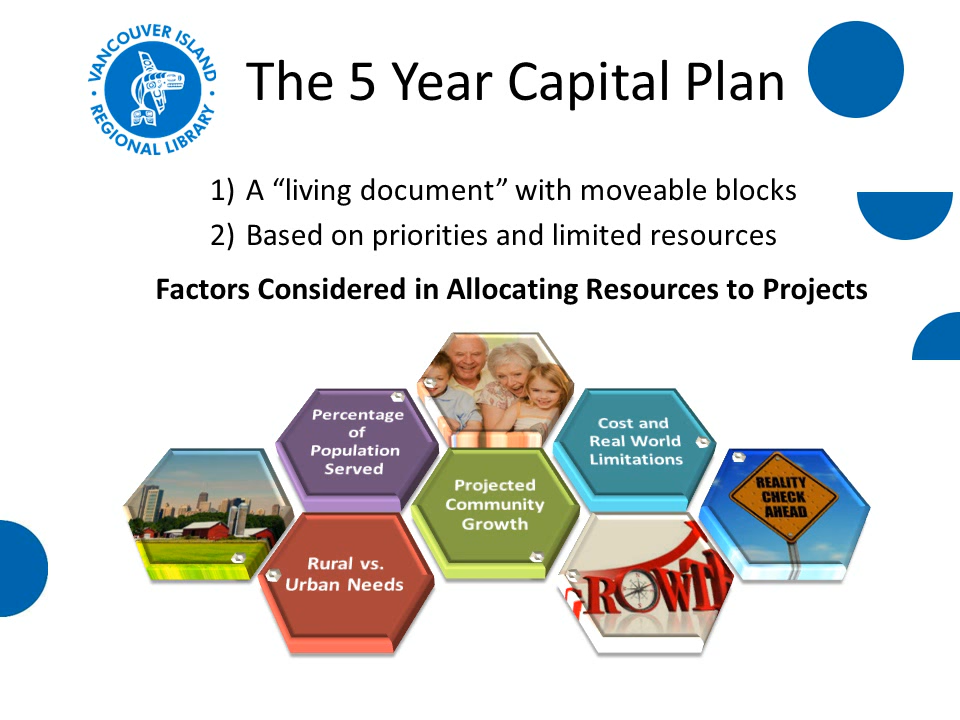 VANCOUVER ISLAND
REGIONAL LIBRARY
The 5 Year Capital Plan
1) A “living document” with moveable blocks
2) Based on priorities and limited resources
Factors Considered in Allocating Resources to Projects
Percentage
of
Population
Served
Cost and
Real World
Limitations
Projected
Community
Growth
REALITY
CHECK
AHEAD
Rural vs.
Urban Needs
GROWTH